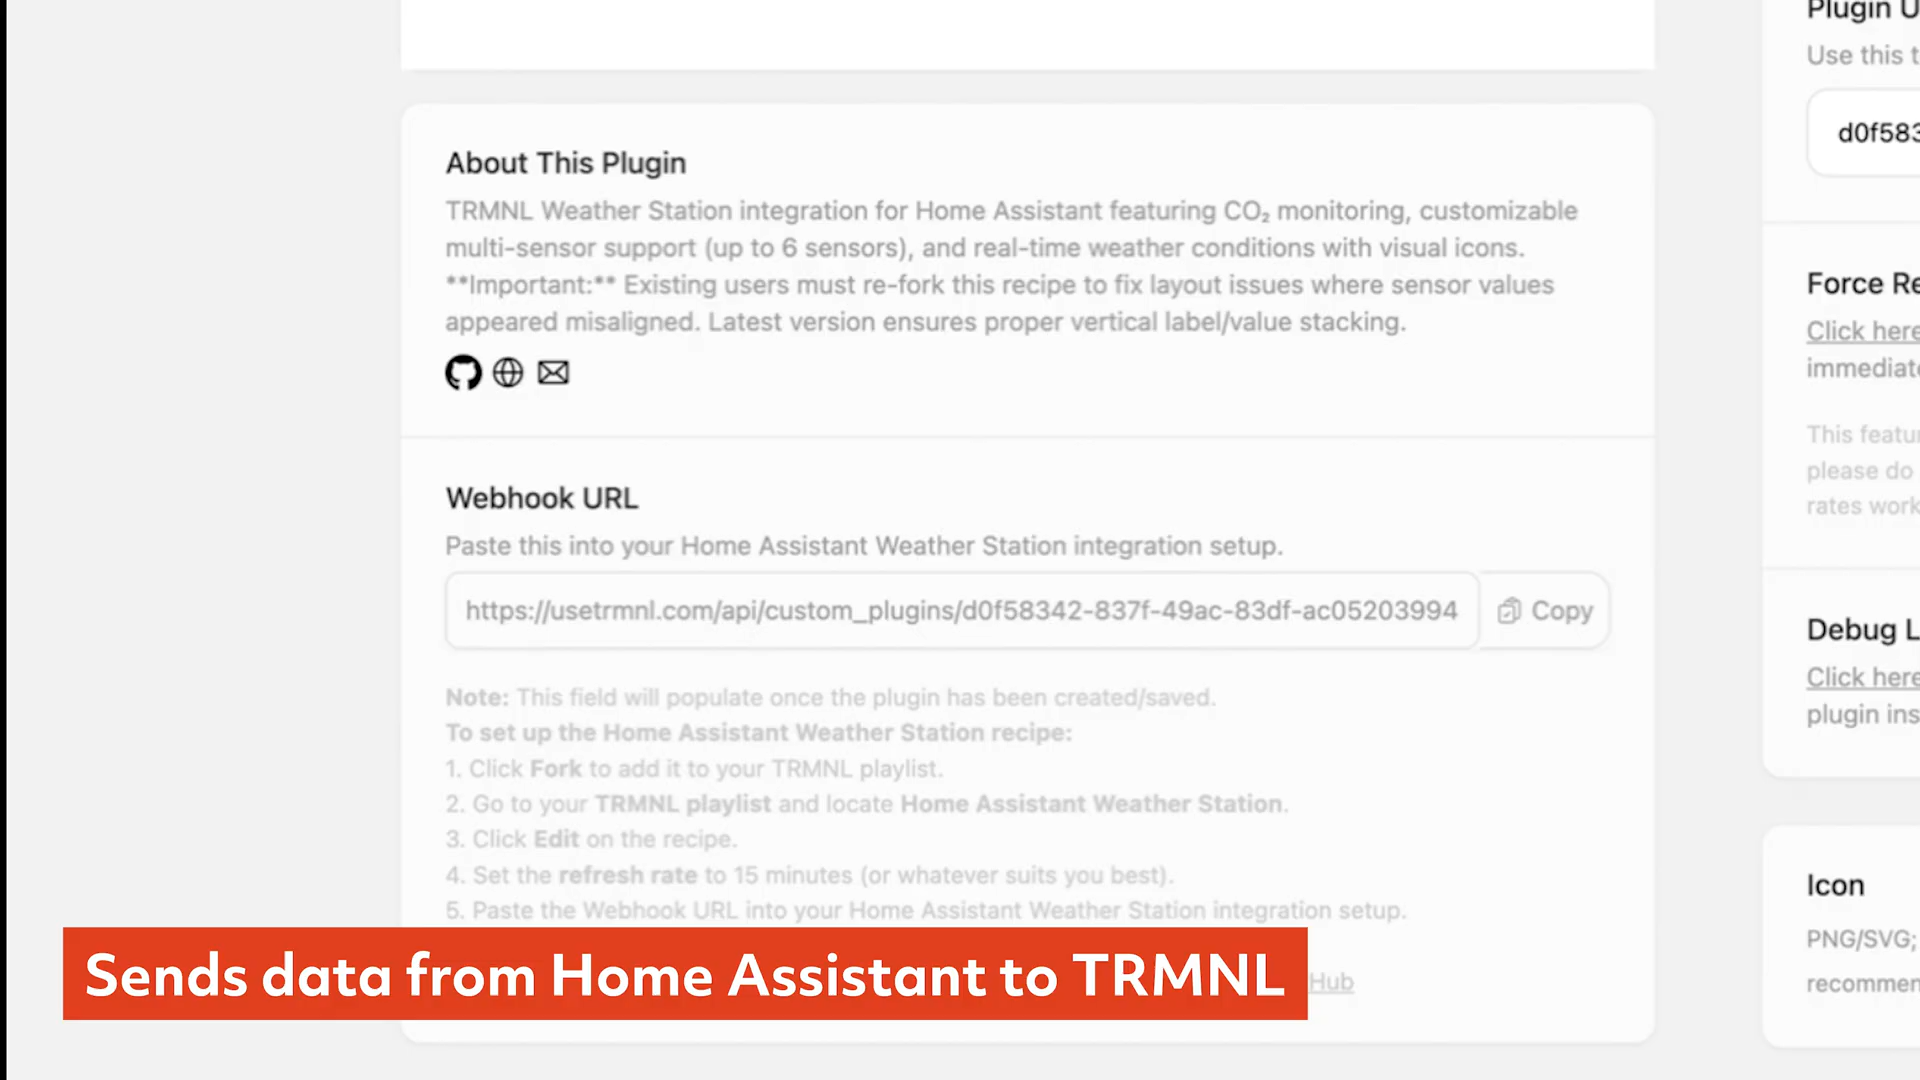 About This Plugin
TRMNL Weather Station integration for Home Assistant featuring CO₂ monitoring, customizable
multi-sensor support (up to 6 sensors), and real-time weather conditions with visual icons.
**Important:** Existing users must re-fork this recipe to fix layout issues where sensor values
appeared misaligned. Latest version ensures proper vertical label/value stacking.
Webhook URL
Paste this into your Home Assistant Weather Station integration setup.
https://usetrmnl.com/api/custom_plugins/d0f58342-837f-49ac-83df-ac05203994
Copy
Note: This field will populate once the plugin has been created/saved.
To set up the Home Assistant Weather Station recipe:
1. Click Fork to add it to your TRMNL playlist.
2. Go to your TRMNL playlist and locate Home Assistant Weather Station.
3. Click Edit on the recipe.
4. Set the refresh rate to 15 minutes (or whatever suits you best).
5. Paste the Webhook URL into your Home Assistant Weather Station integration setup.
Hub
Sends data from Home Assistant to TRMNL
Plugin U
Use this t
d0f583
Force Re
Click here
immediate
This featur
please do
rates work
Debug L
Click here
plugin ins
Icon
PNG/SVG;
recommen